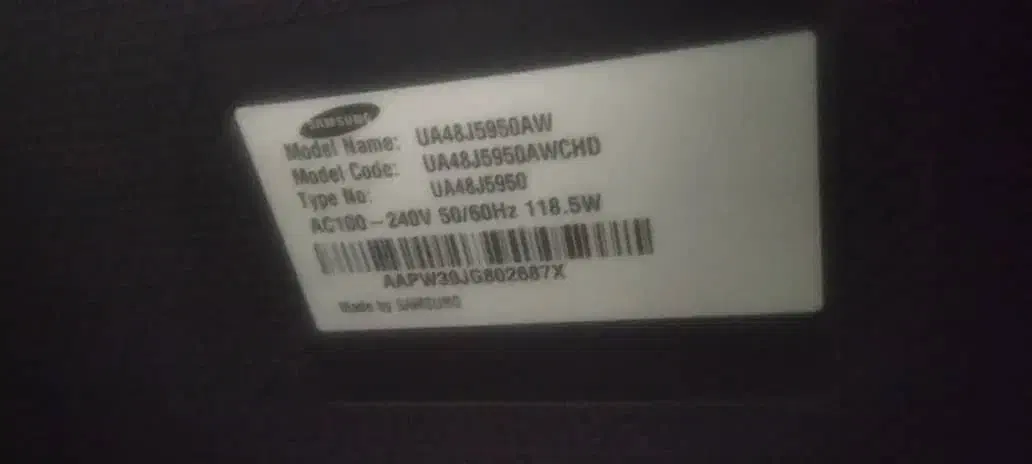 SAMSUNG
Model Name: UA48J5950AW
Model Code: UA48J5950AWCHD
Type No: UA48J5950
AC100 - 240V 50/60Hz 118.5W
AAPW39JG802687X
Made by SAMSUNG